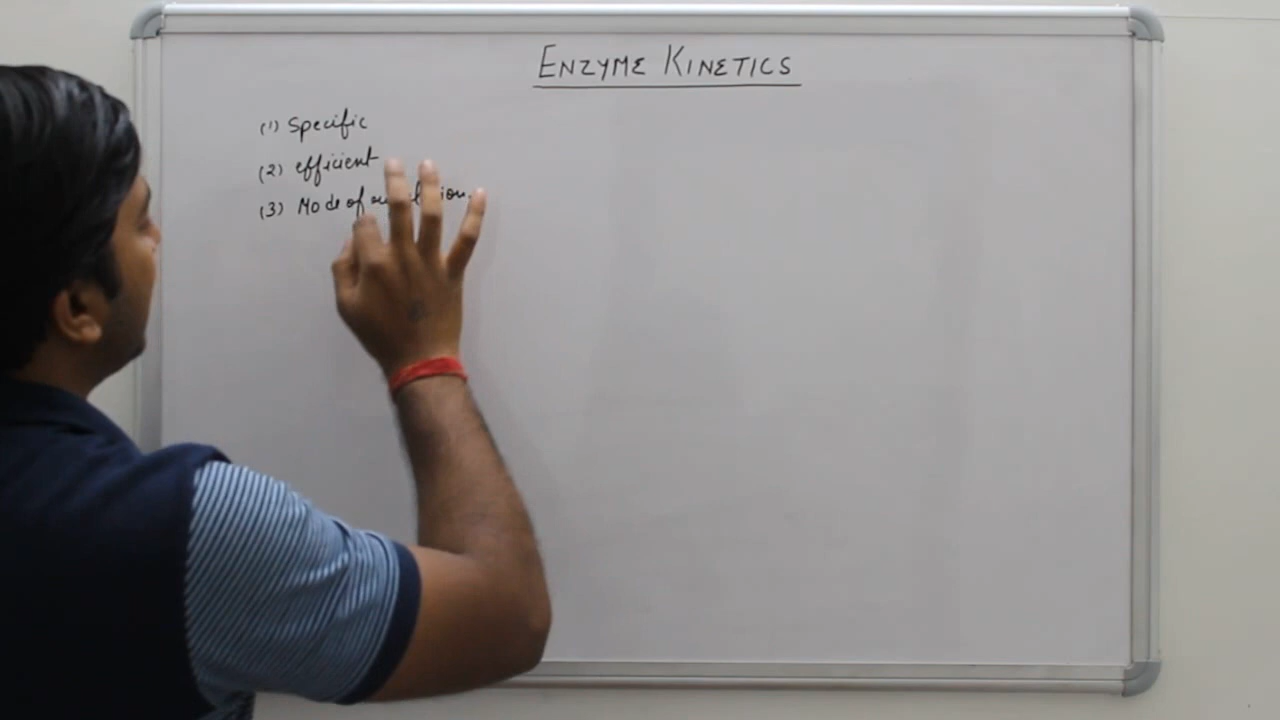 ENZYME KINETICS
(1) Specific
(2) efficient
(3) Mode of